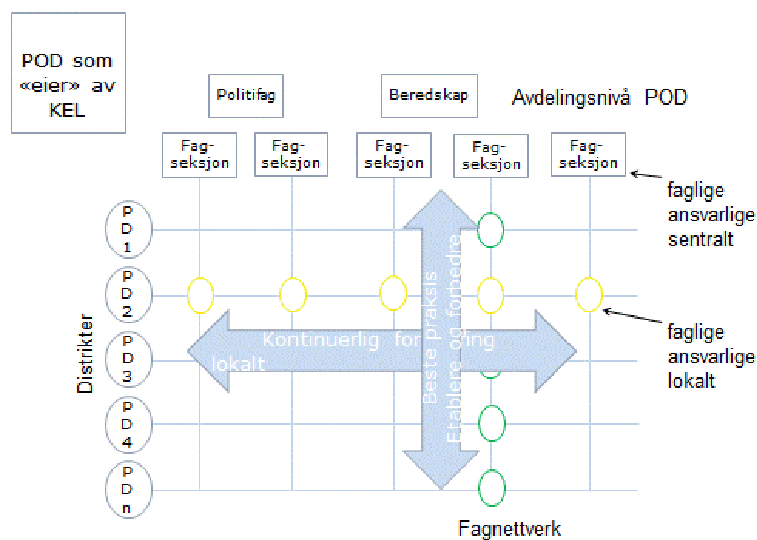 POD som
«eier» av
KEL
Politifag
Beredskap
Avdelingsnivå POD
Fag-
seksjon
Fag-
seksjon
Fag-
seksjon
Fag-
seksjon
Fag-
seksjon
faglige
ansvarlige
sentralt
P
D
1
P
D
2
P
D
3
P
D
4
P
D
n
Distrikter
Kontinuerlig
lokalt
Beste praksis
Etablere og forbedre
faglige
ansvarlige
lokalt
Fagnettverk